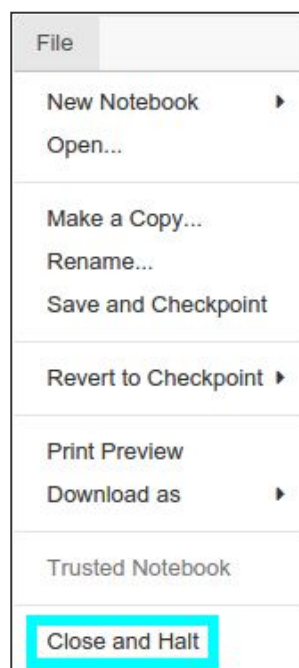 File
New Notebook
Open...
Make a Copy...
Rename...
Save and Checkpoint
Revert to Checkpoint
Print Preview
Download as
Trusted Notebook
Close and Halt